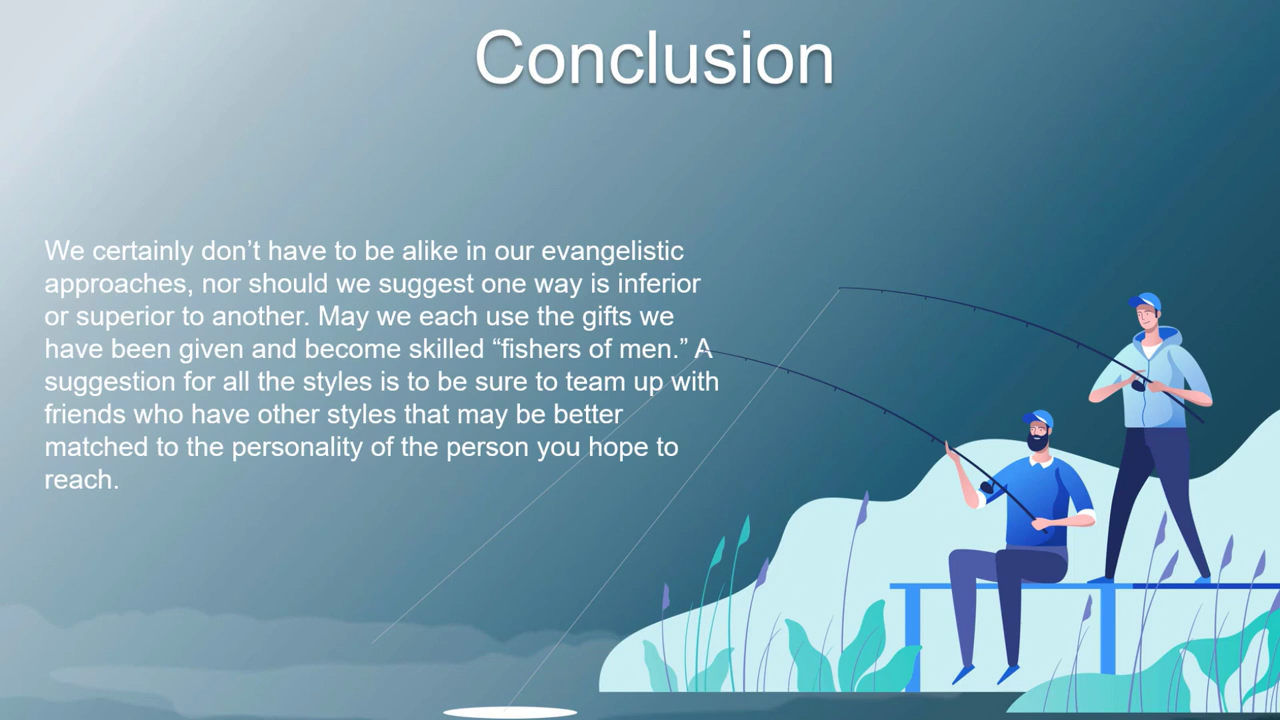 Conclusion
We certainly don’t have to be alike in our evangelistic
approaches, nor should we suggest one way is inferior
or superior to another. May we each use the gifts we
have been given and become skilled “fishers of men.” A
suggestion for all the styles is to be sure to team up with
friends who have other styles that may be better
matched to the personality of the person you hope to
reach.